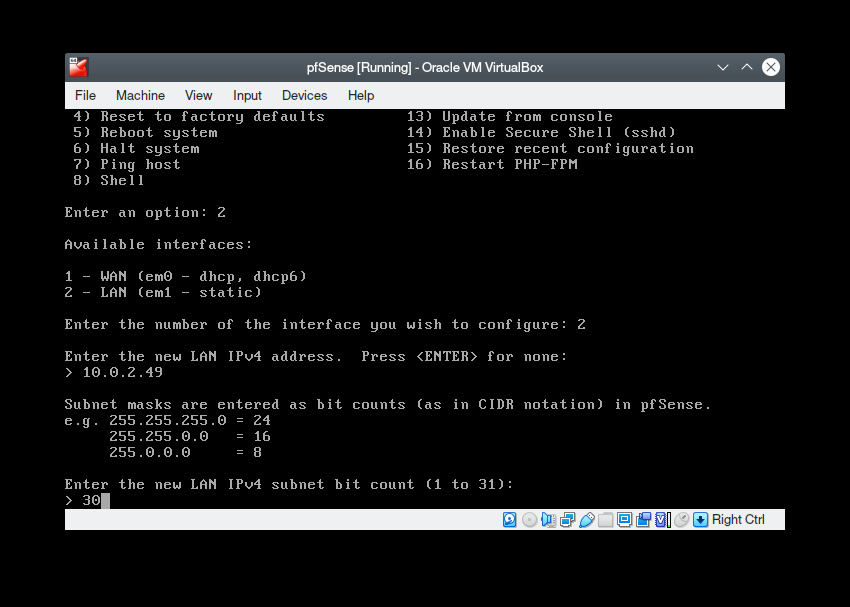 pfSense [Running] - Oracle VM VirtualBox
File Machine View Input Devices Help
4) Reset to factory defaults 13) Update from console
5) Reboot system 14) Enable Secure Shell (sshd)
6) Halt system 15) Restore recent configuration
7) Ping host 16) Restart PHP-FPM
8) Shell
Enter an option: 2
Available interfaces:
1 - WAN (em0 - dhcp, dhcp6)
2 - LAN (em1 - static)
Enter the number of the interface you wish to configure: 2
Enter the new LAN IPv4 address.  Press <ENTER> for none:
> 10.0.2.49
Subnet masks are entered as bit counts (as in CIDR notation) in pfSense.
e.g. 255.255.255.0 = 24
255.255.0.0 = 16
255.0.0.0 = 8
Enter the new LAN IPv4 subnet bit count (1 to 31):
> 30
Right Ctrl